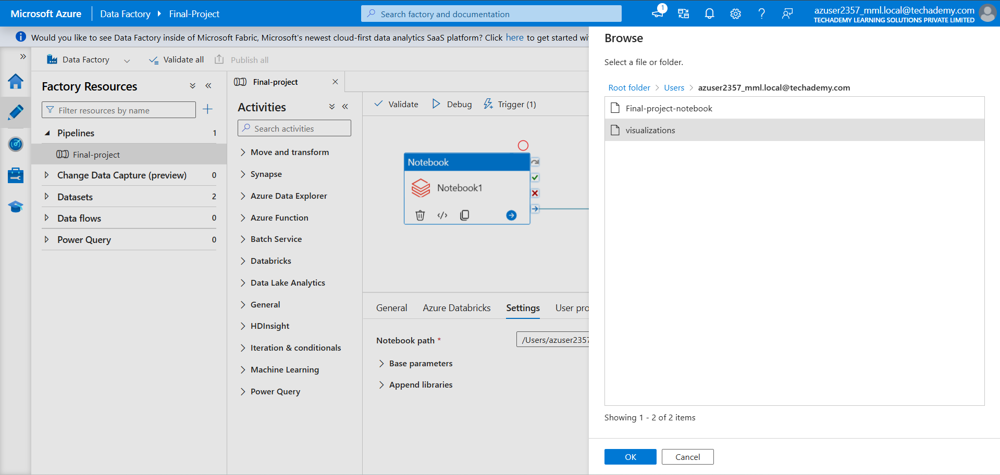 Microsoft Azure
Data Factory
Final-Project
Search factory and documentation
1
azuser2357_mml.local@techademy.com
TECHADEMY LEARNING SOLUTIONS PRIVATE LIMITED
Would you like to see Data Factory inside of Microsoft Fabric, Microsoft's newest cloud-first data analytics SaaS platform? Click here to get started
Data Factory
Validate all
Publish all
Factory Resources
Filter resources by name
Pipelines 1
Final-project
Change Data Capture (preview) 0
Datasets 2
Data flows 0
Power Query 0
Final-project
Activities
Search activities
Move and transform
Synapse
Azure Data Explorer
Azure Function
Batch Service
Databricks
Data Lake Analytics
General
HDInsight
Iteration & conditionals
Machine Learning
Power Query
Validate
Debug
Trigger (1)
Notebook
Notebook1
General
Azure Databricks
Settings
User pro
Notebook path *
/Users/azuser2357
Base parameters
Append libraries
Browse
Select a file or folder.
Root folder > Users > azuser2357_mml.local@techademy.com
Final-project-notebook
visualizations
Showing 1 - 2 of 2 items
OK
Cancel